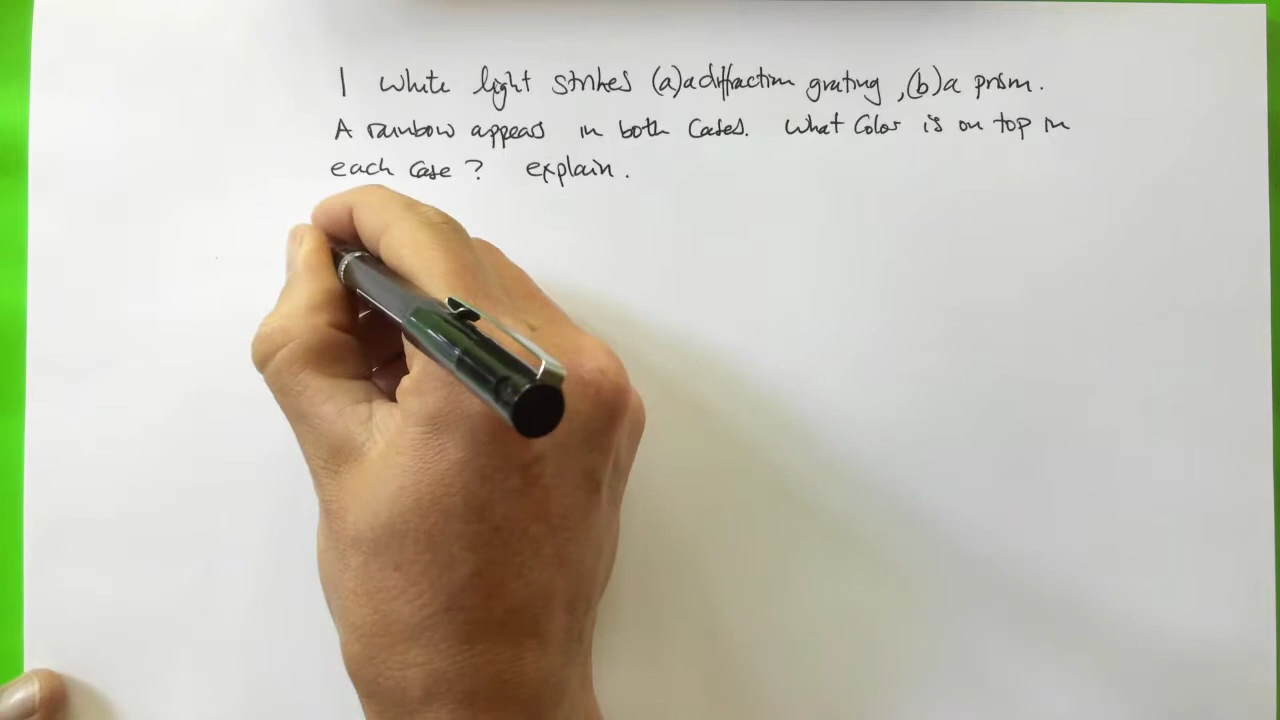 1 White light strikes (a)a diffraction grating ,(b)a prism.
A rainbow appears in both cases. What Color is on top in
each case? explain.